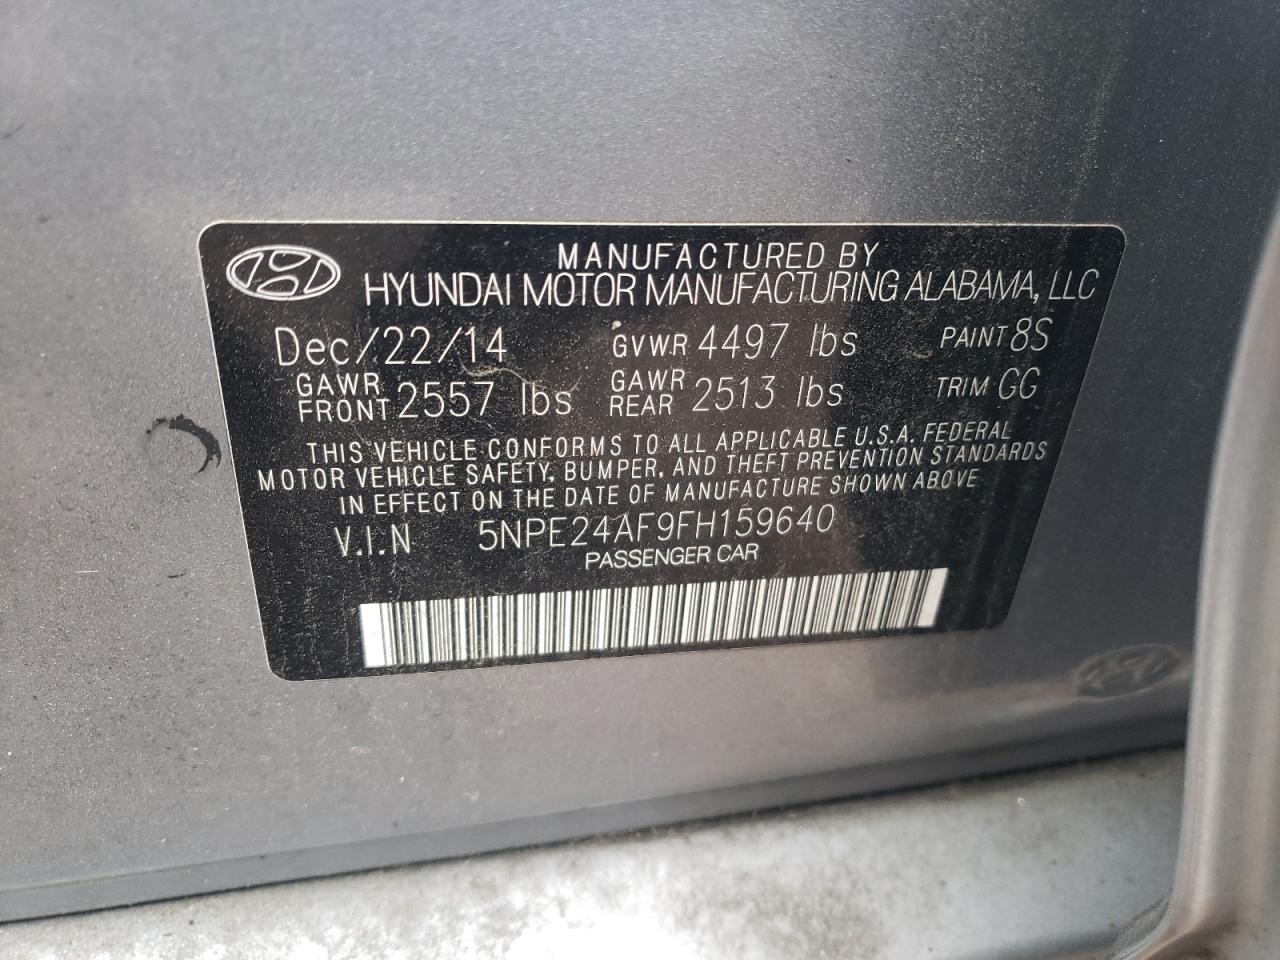 MANUFACTURED BY
HYUNDAI MOTOR MANUFACTURING ALABAMA, LLC
Dec/22/14 GVWR 4497 lbs PAINT 8S
GAWR FRONT 2557 lbs GAWR REAR 2513 lbs TRIM GG
THIS VEHICLE CONFORMS TO ALL APPLICABLE U.S.A. FEDERAL
MOTOR VEHICLE SAFETY, BUMPER, AND THEFT PREVENTION STANDARDS
IN EFFECT ON THE DATE OF MANUFACTURE SHOWN ABOVE
V.I.N 5NPE24AF9FH159640
PASSENGER CAR